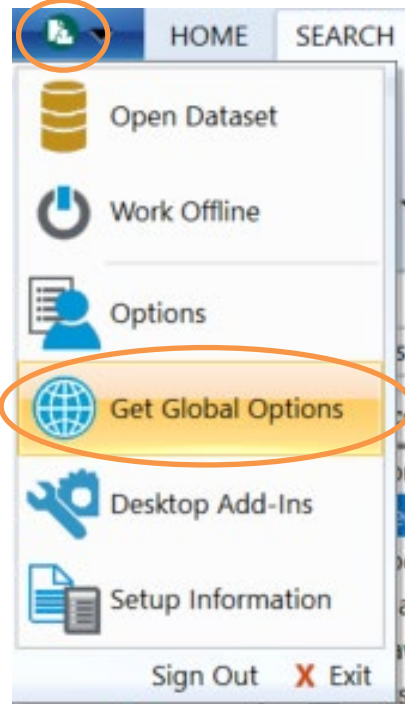 HOME SEARCH
Open Dataset
Work Offline
Options
Get Global Options
Desktop Add-Ins
Setup Information
Sign Out X Exit